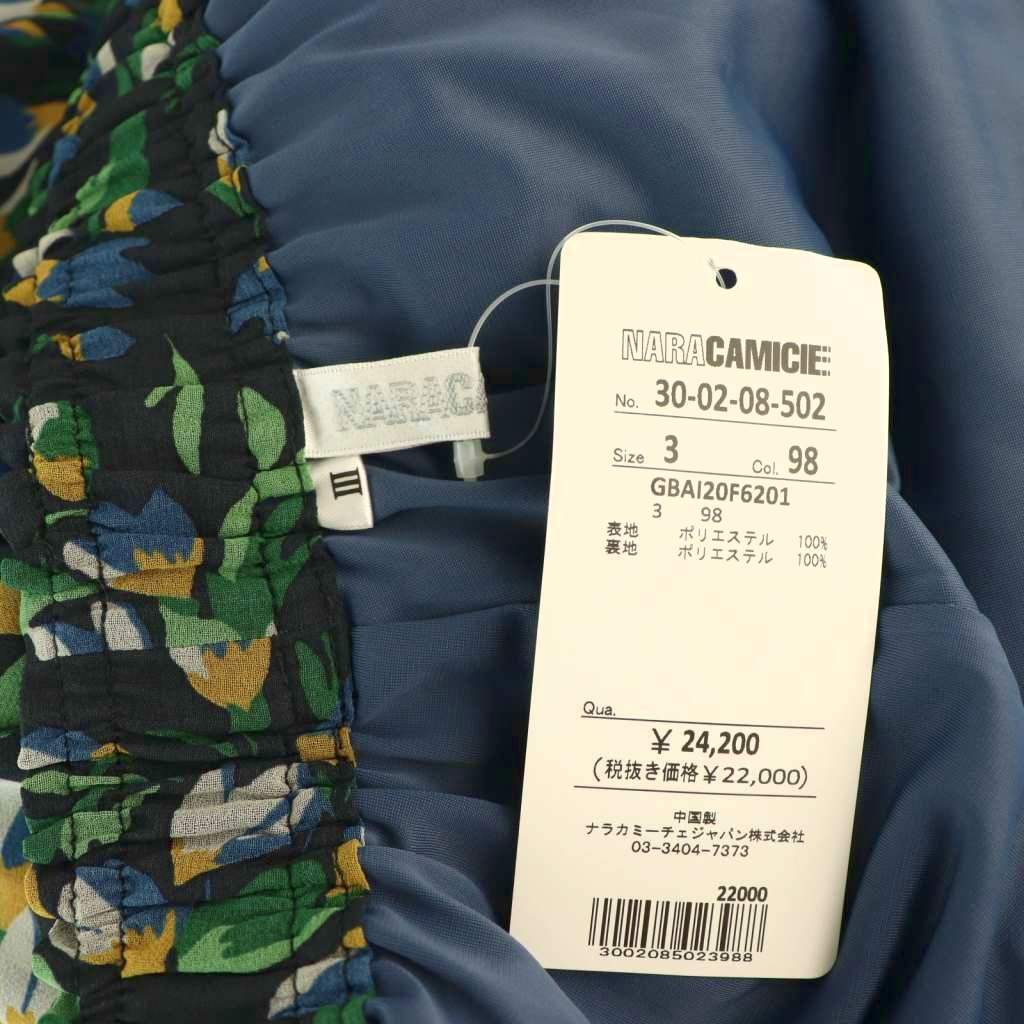 NARACAMICIE
No. 30-02-08-502
Size 3 Col. 98
GBAI20F6201
3 98
表地 ポリエステル 100%
裏地 ポリエステル 100%
Qua.
¥ 24,200
(税抜き価格¥22,000)
中国製
ナラカミーチェジャパン株式会社
03-3404-7373
22000
3002085023988
NARACA
III